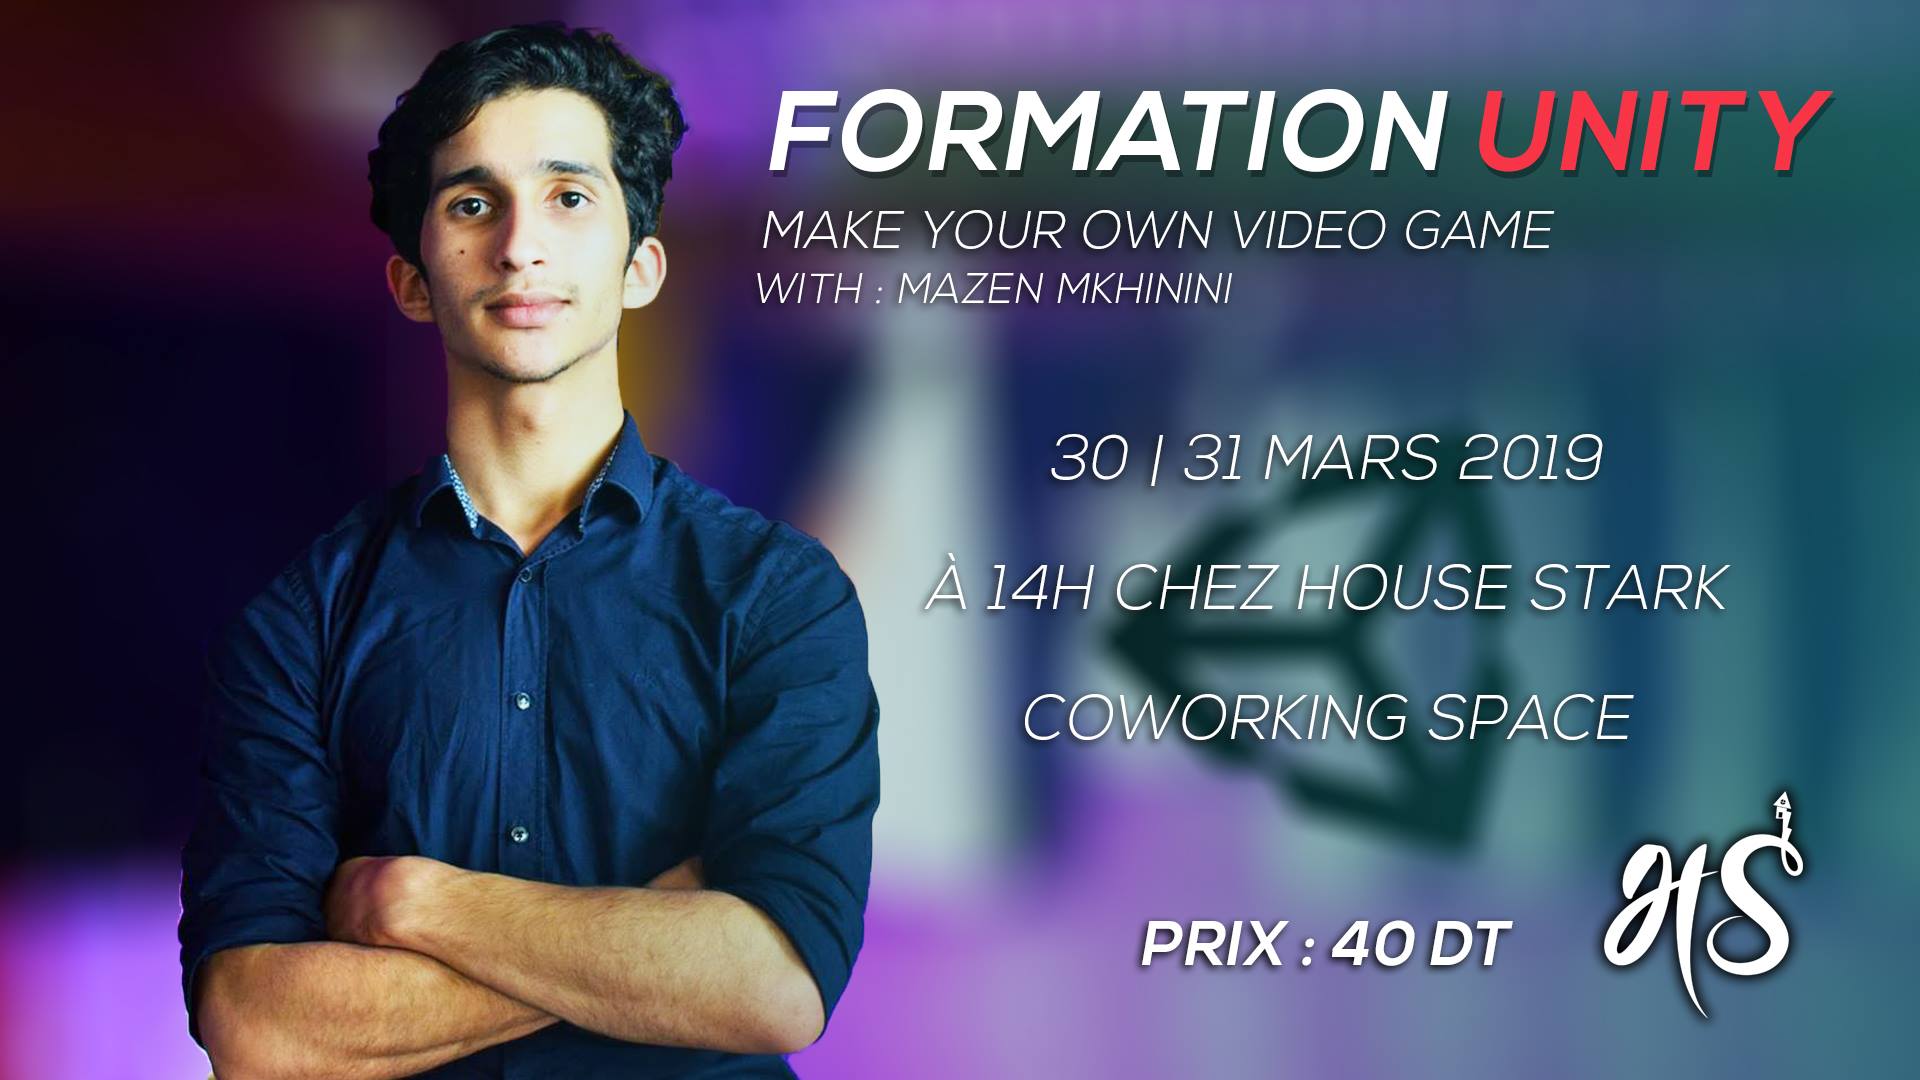 FORMATION UNITY
MAKE YOUR OWN VIDEO GAME
WITH : MAZEN MKHININI
30 | 31 MARS 2019
À 14H CHEZ HOUSE STARK
COWORKING SPACE
PRIX : 40 DT
HS